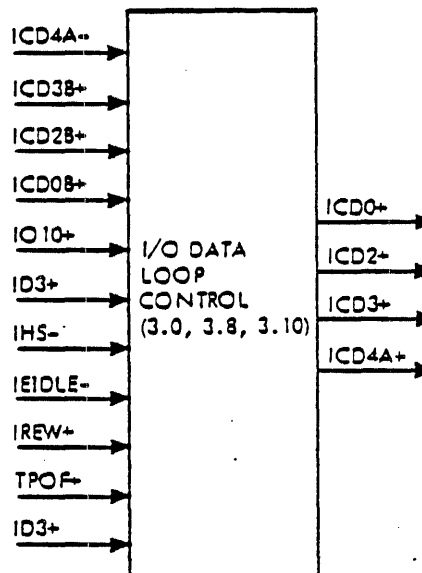 ICD4A-
ICD3B+
ICD2B+
ICD0B+
IO10+
ID3+
IHS-
IEIDLE-
IREW+
TPOF+
ID3+
I/O DATA
LOOP
CONTROL
(3.0, 3.8, 3.10)
ICD0+
ICD2+
ICD3+
ICD4A+